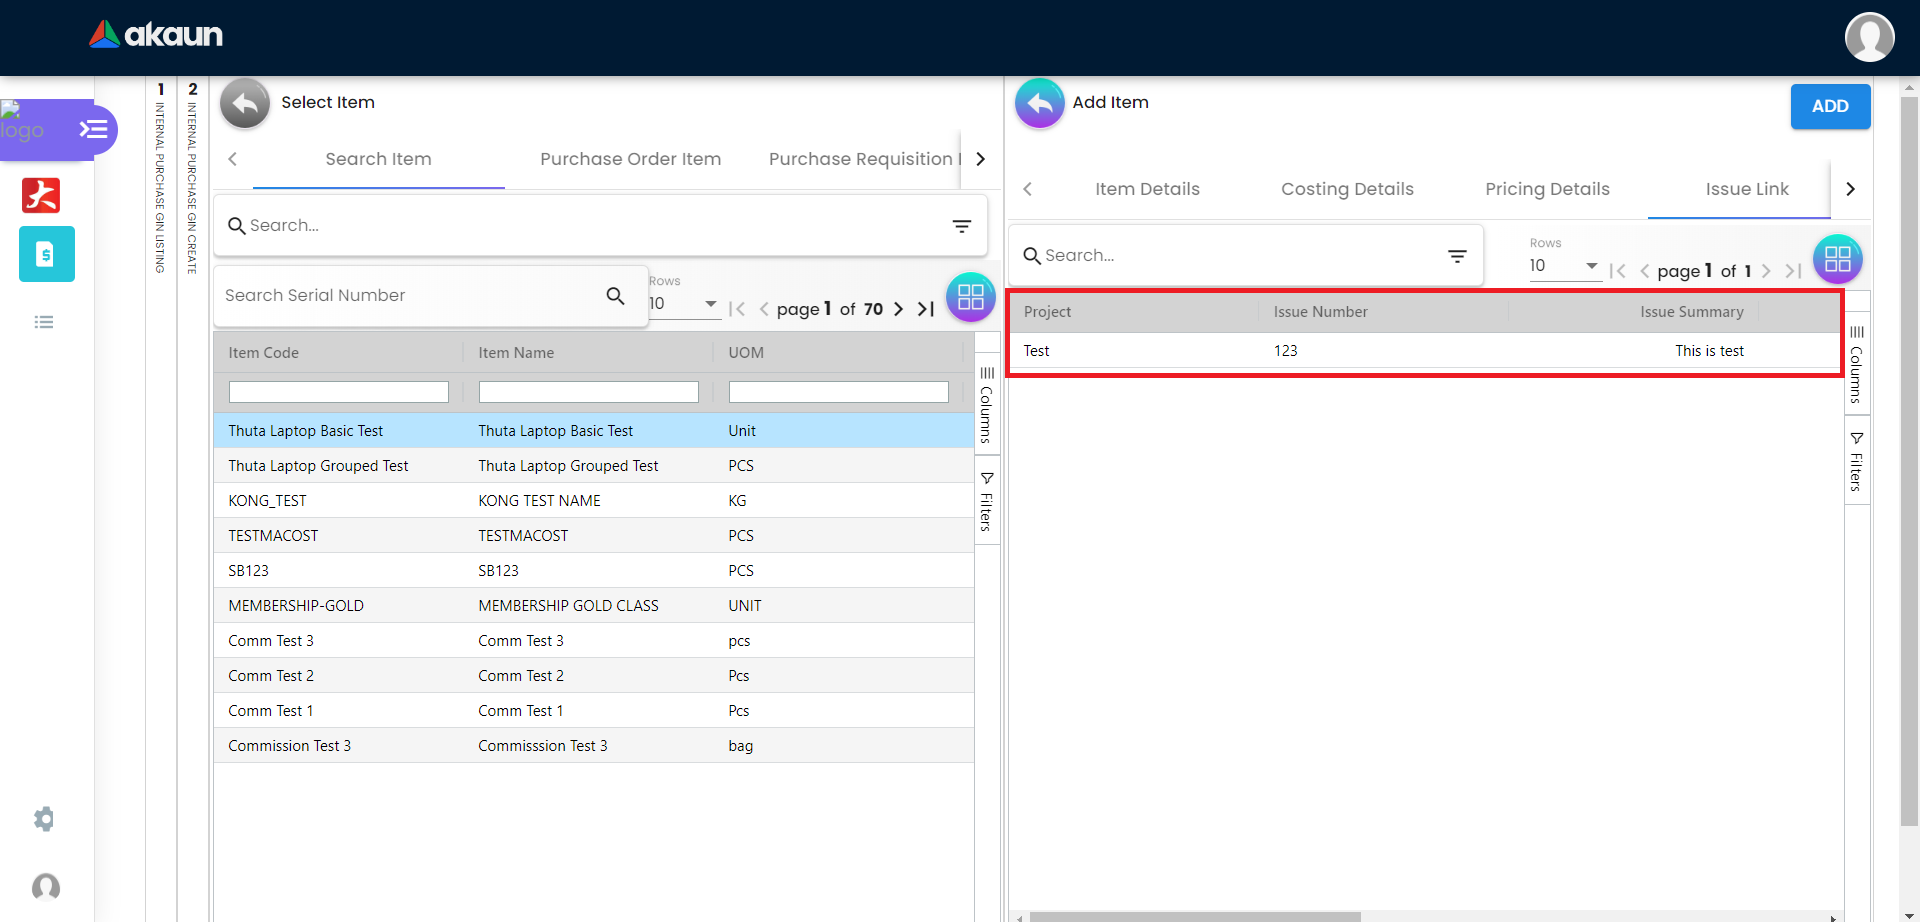 akaun
logo
1 INTERNAL PURCHASE GIN LISTING
2 INTERNAL PURCHASE GIN CREATE
Select Item
Search Item
Purchase Order Item
Purchase Requisition
Search...
Search Serial Number
Rows
10
page 1 of 70
Item Code Item Name UOM
Thuta Laptop Basic Test Thuta Laptop Basic Test Unit
Thuta Laptop Grouped Test Thuta Laptop Grouped Test PCS
KONG_TEST KONG TEST NAME KG
TESTMACOST TESTMACOST PCS
SB123 SB123 PCS
MEMBERSHIP-GOLD MEMBERSHIP GOLD CLASS UNIT
Comm Test 3 Comm Test 3 pcs
Comm Test 2 Comm Test 2 Pcs
Comm Test 1 Comm Test 1 Pcs
Commission Test 3 Commisssion Test 3 bag
Columns
Filters
Add Item
ADD
Item Details
Costing Details
Pricing Details
Issue Link
Search...
Rows
10
page 1 of 1
Project Issue Number Issue Summary
Test 123 This is test
Columns
Filters